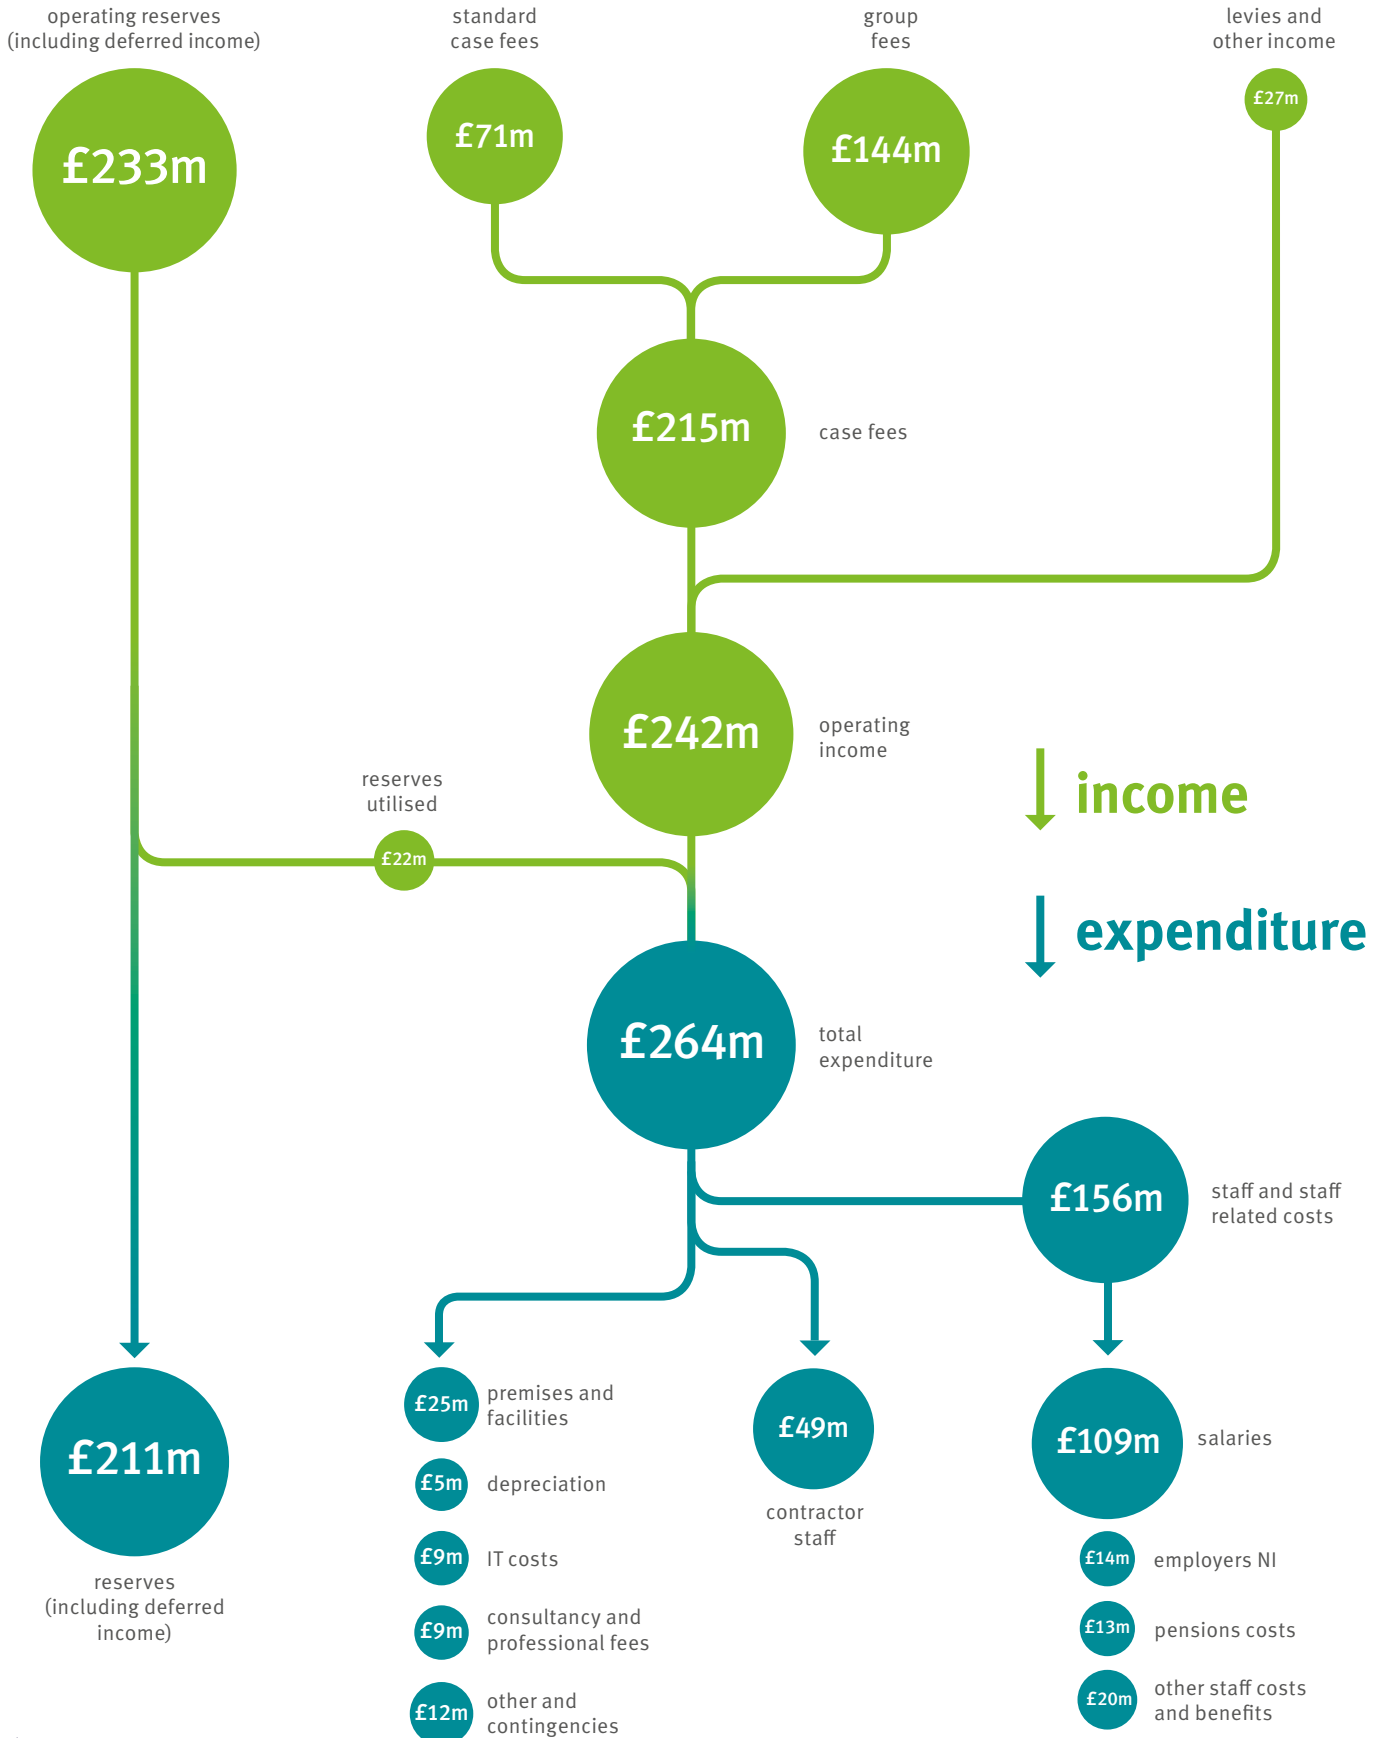 operating reserves
(including deferred income)
standard
case fees
group
fees
levies and
other income
£233m
£71m
£144m
£27m
£215m
case fees
£242m
operating
income
income
reserves
utilised
£22m
expenditure
£264m
total
expenditure
£156m
staff and staff
related costs
£211m
reserves
(including deferred
income)
£25m
premises and
facilities
£5m
depreciation
£9m
IT costs
£9m
consultancy and
professional fees
£12m
other and
contingencies
£49m
contractor
staff
£109m
salaries
£14m
employers NI
£13m
pensions costs
£20m
other staff costs
and benefits